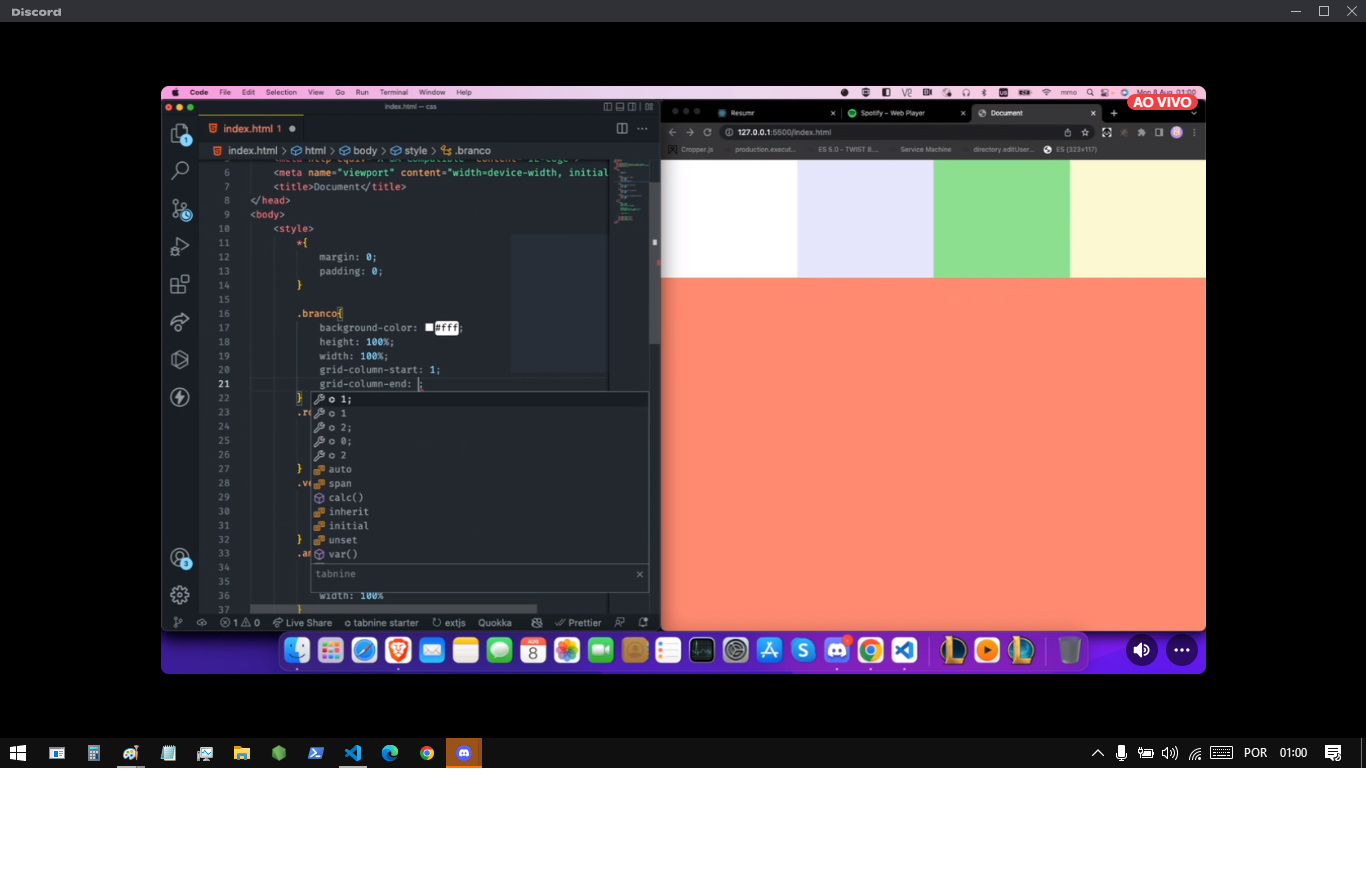 Discord
Code File Edit Selection View Go Run Terminal Window Help
Mon 8 Aug 01:00
AO VIVO
index.html — css
index.html 1
index.html > html > body > style > .branco
6 <meta name="viewport" content="width=device-width, initial
7 <title>Document</title>
8 </head>
9 <body>
10 <style>
11 *{
12 margin: 0;
13 padding: 0;
14 }
15
16 .branco{
17 background-color: #fff;
18 height: 100%;
19 width: 100%;
20 grid-column-start: 1;
21 grid-column-end: ;
22 }
23 .ro
24
25
26
27 }
28 .ve
29
30
31
32 }
33 .am
34
35
36 width: 100%
37 }
1;
1
2;
0;
2
auto
span
calc()
inherit
initial
unset
var()
tabnine
1 0 Live Share tabnine starter extjs Quokka Prettier
Resumr
Spotify – Web Player
Document
127.0.0.1:5500/index.html
Cropper.js production.execut... ES 5.0 - TWIST 8.... Service Machine directory.editUser... ES (323×117)
AUG
8
POR 01:00